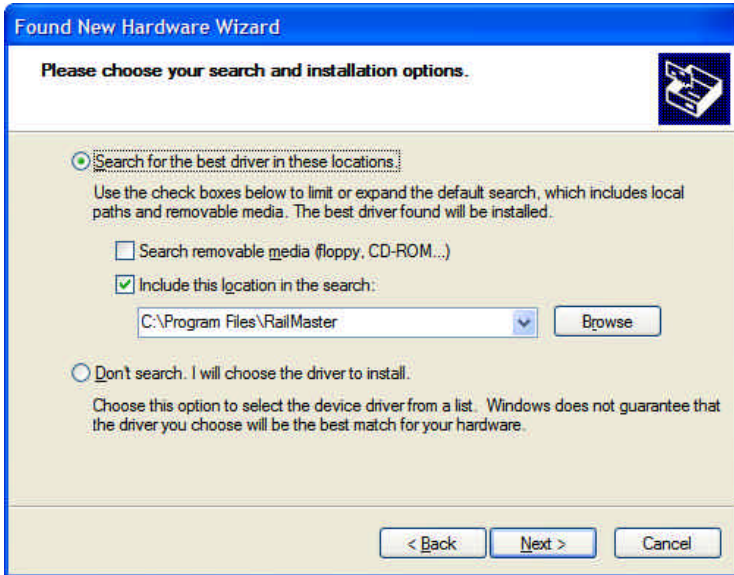 Found New Hardware Wizard
Please choose your search and installation options.
Search for the best driver in these locations.
Use the check boxes below to limit or expand the default search, which includes local
paths and removable media. The best driver found will be installed.
Search removable media (floppy, CD-ROM...)
Include this location in the search:
C:\Program Files\RailMaster
Browse
Don't search. I will choose the driver to install.
Choose this option to select the device driver from a list. Windows does not guarantee that
the driver you choose will be the best match for your hardware.
< Back
Next >
Cancel